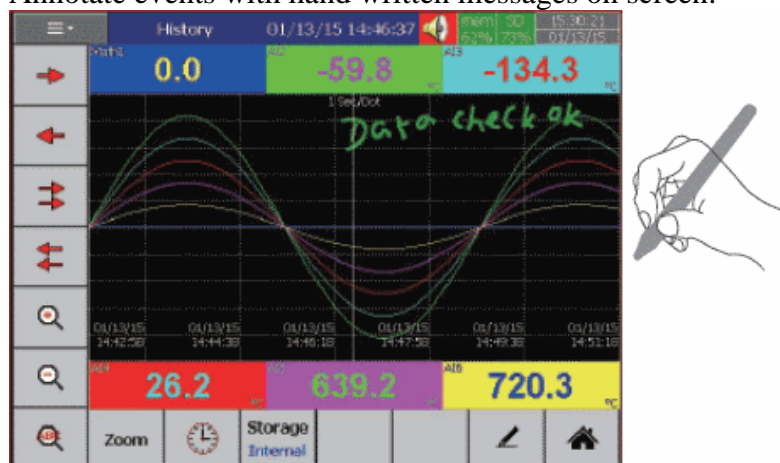 Annotate events with hand written messages on screen.
History 01/13/15 14:46:37 mem 62% SD 73% 15:30:21 01/13/15
Math1 0.0 AI2 -59.8 °C AI3 -134.3 °C
1 Sec/Dot
Data check ok
01/13/15 01/13/15 01/13/15 01/13/15 01/13/15 01/13/15
14:42:58 14:44:38 14:46:18 14:47:58 14:49:38 14:51:18
AI4 26.2 °C AI5 639.2 °C AI6 720.3 °C
Zoom Storage
Internal